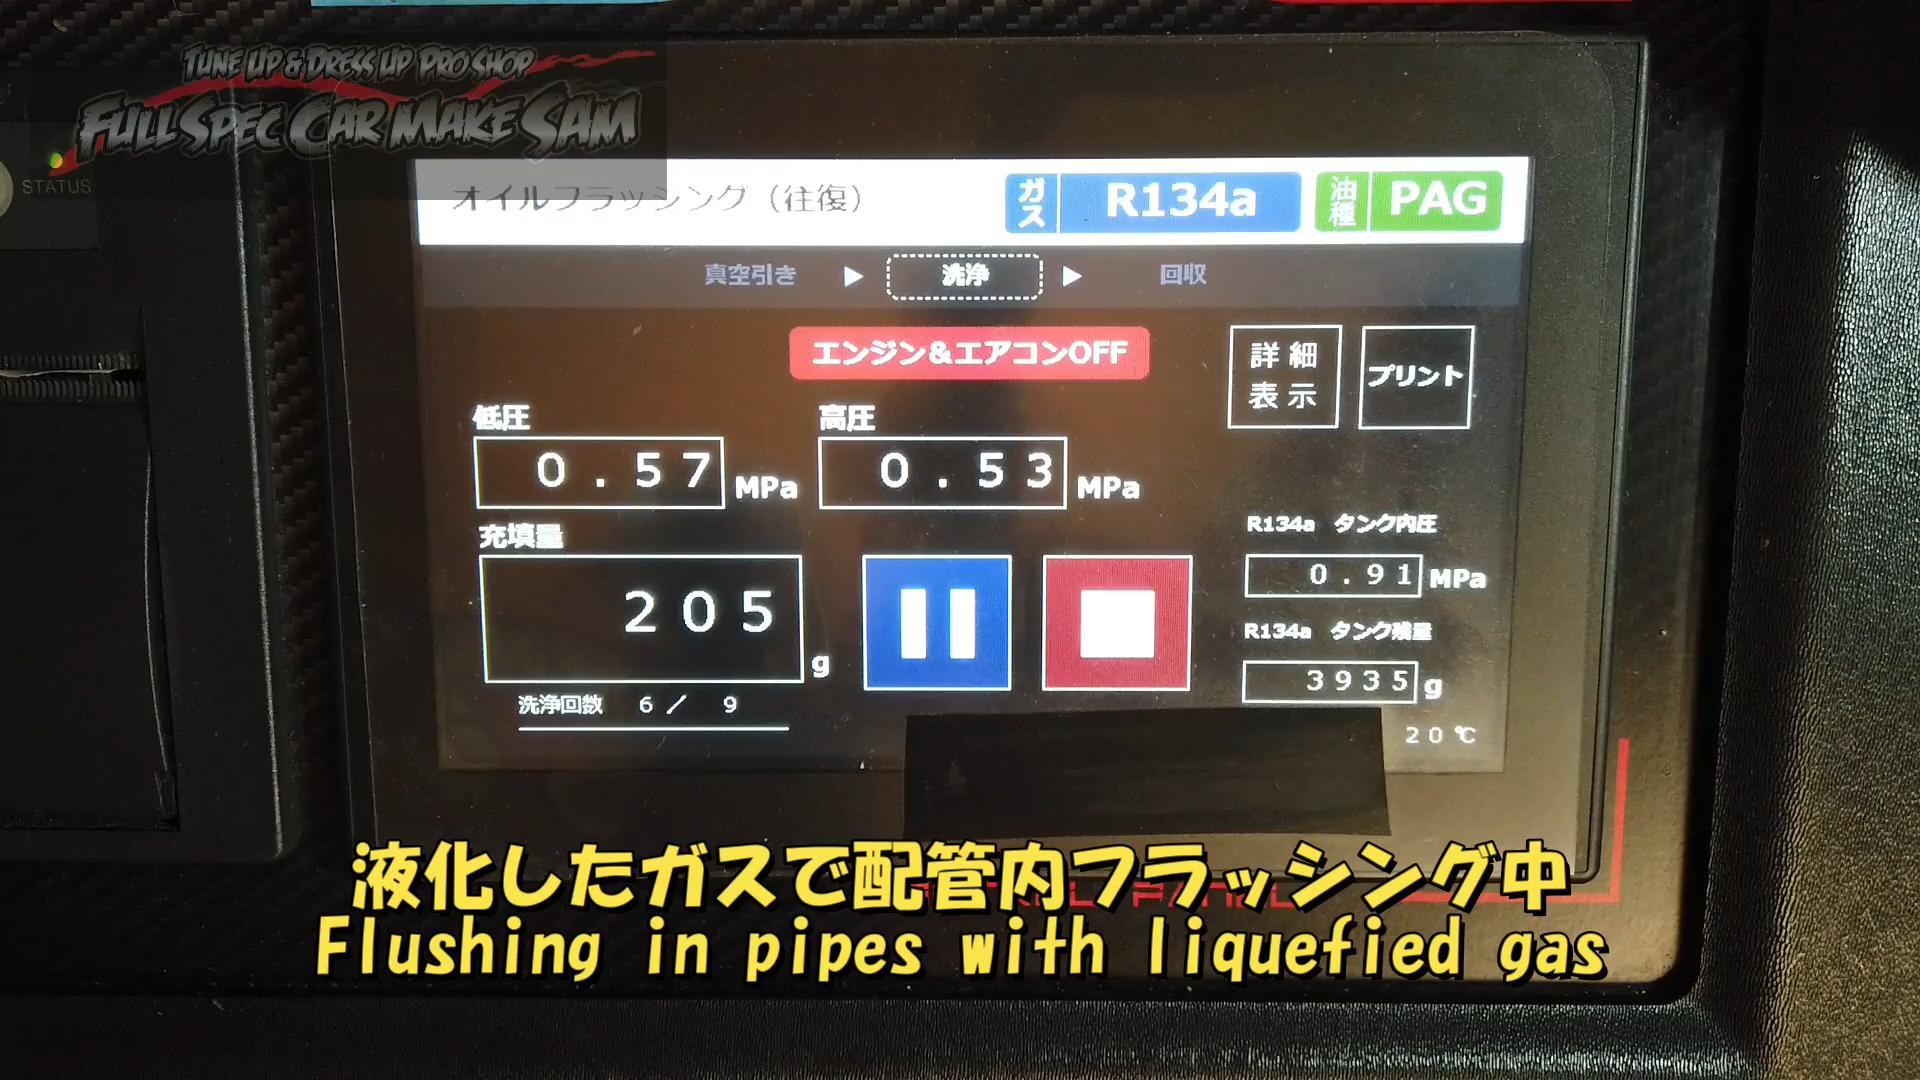 TUNE UP & DRESS UP PRO SHOP
FULL SPEC CAR MAKE SAM
STATUS
オイルフラッシング（往復）
ガス R134a 油種 PAG
真空引き ▶ 洗浄 ▶ 回収
エンジン&エアコンOFF
詳細表示
プリント
低圧
0.57 MPa
高圧
0.53 MPa
充填量
205 g
洗浄回数 6／ 9
R134a タンク内圧
0.91 MPa
R134a タンク残量
3935 g
20℃
液化したガスで配管内フラッシング中
Flushing in pipes with liquefied gas